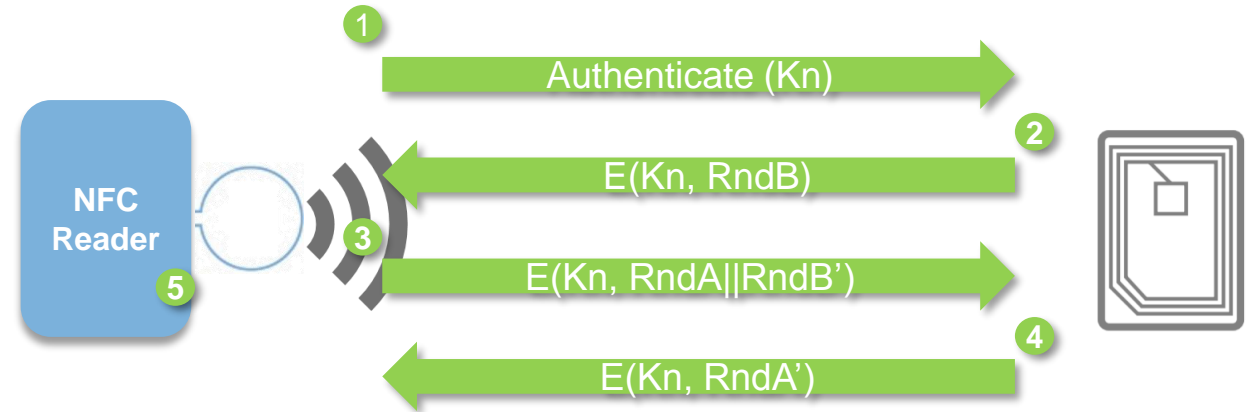 1
Authenticate (Kn)
2
E(Kn, RndB)
NFC
Reader
3
E(Kn, RndA||RndB’)
5
4
E(Kn, RndA’)